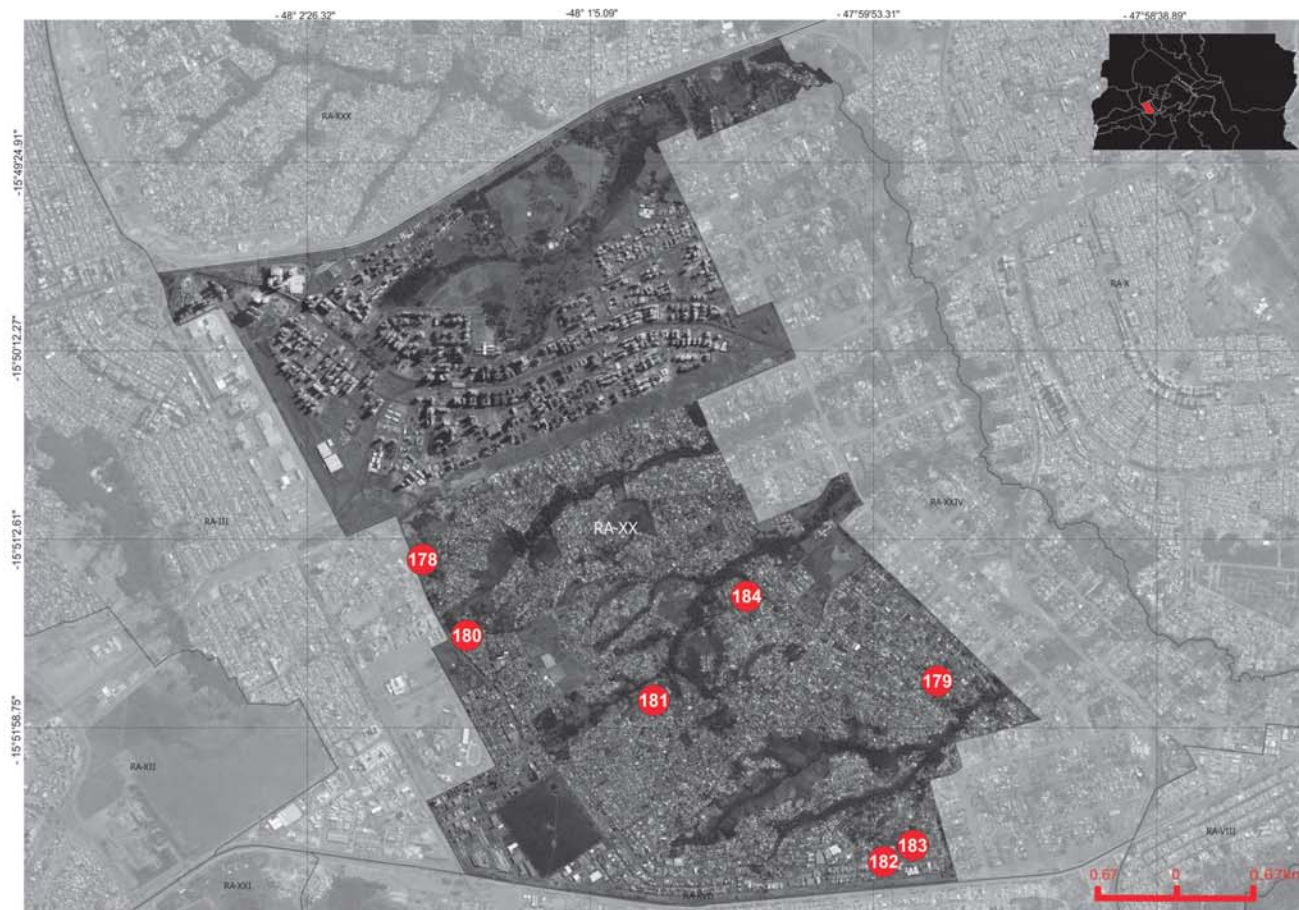 - 48° 2'26.32"
-48° 1'5.09"
- 47°59'53.31"
- 47°58'38.89"
-15°49'24.91"
RA-XXX
RA-X
-15°50'12.27"
RA-III
RA-XX
RA-XXIV
-15°51'2.61"
178
184
180
179
181
-15°51'58.75"
RA-XII
183
182
RA-VIII
RA-XXI
RA-XVII
0.67
0
0.67km